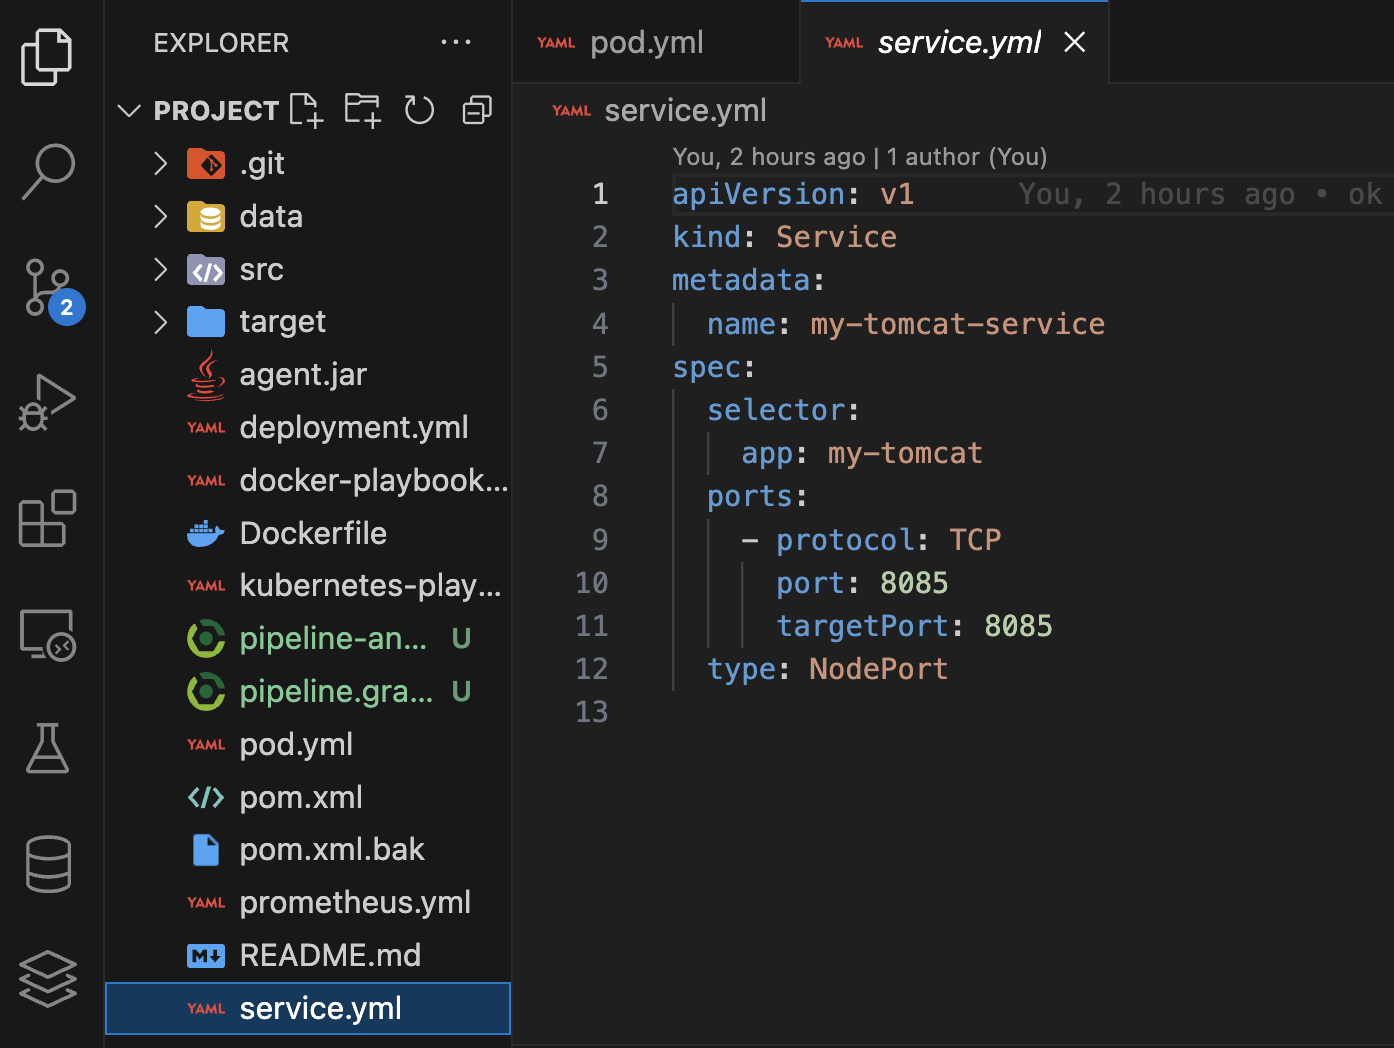 EXPLORER
PROJECT
.git
data
src
2
target
agent.jar
YAML deployment.yml
YAML docker-playbook...
Dockerfile
YAML kubernetes-play...
pipeline-an... U
pipeline.gra... U
YAML pod.yml
pom.xml
pom.xml.bak
YAML prometheus.yml
M README.md
YAML service.yml
YAML pod.yml
YAML service.yml
YAML service.yml
You, 2 hours ago | 1 author (You)
1 apiVersion: v1 You, 2 hours ago • ok
2 kind: Service
3 metadata:
4 name: my-tomcat-service
5 spec:
6 selector:
7 app: my-tomcat
8 ports:
9 - protocol: TCP
10 port: 8085
11 targetPort: 8085
12 type: NodePort
13